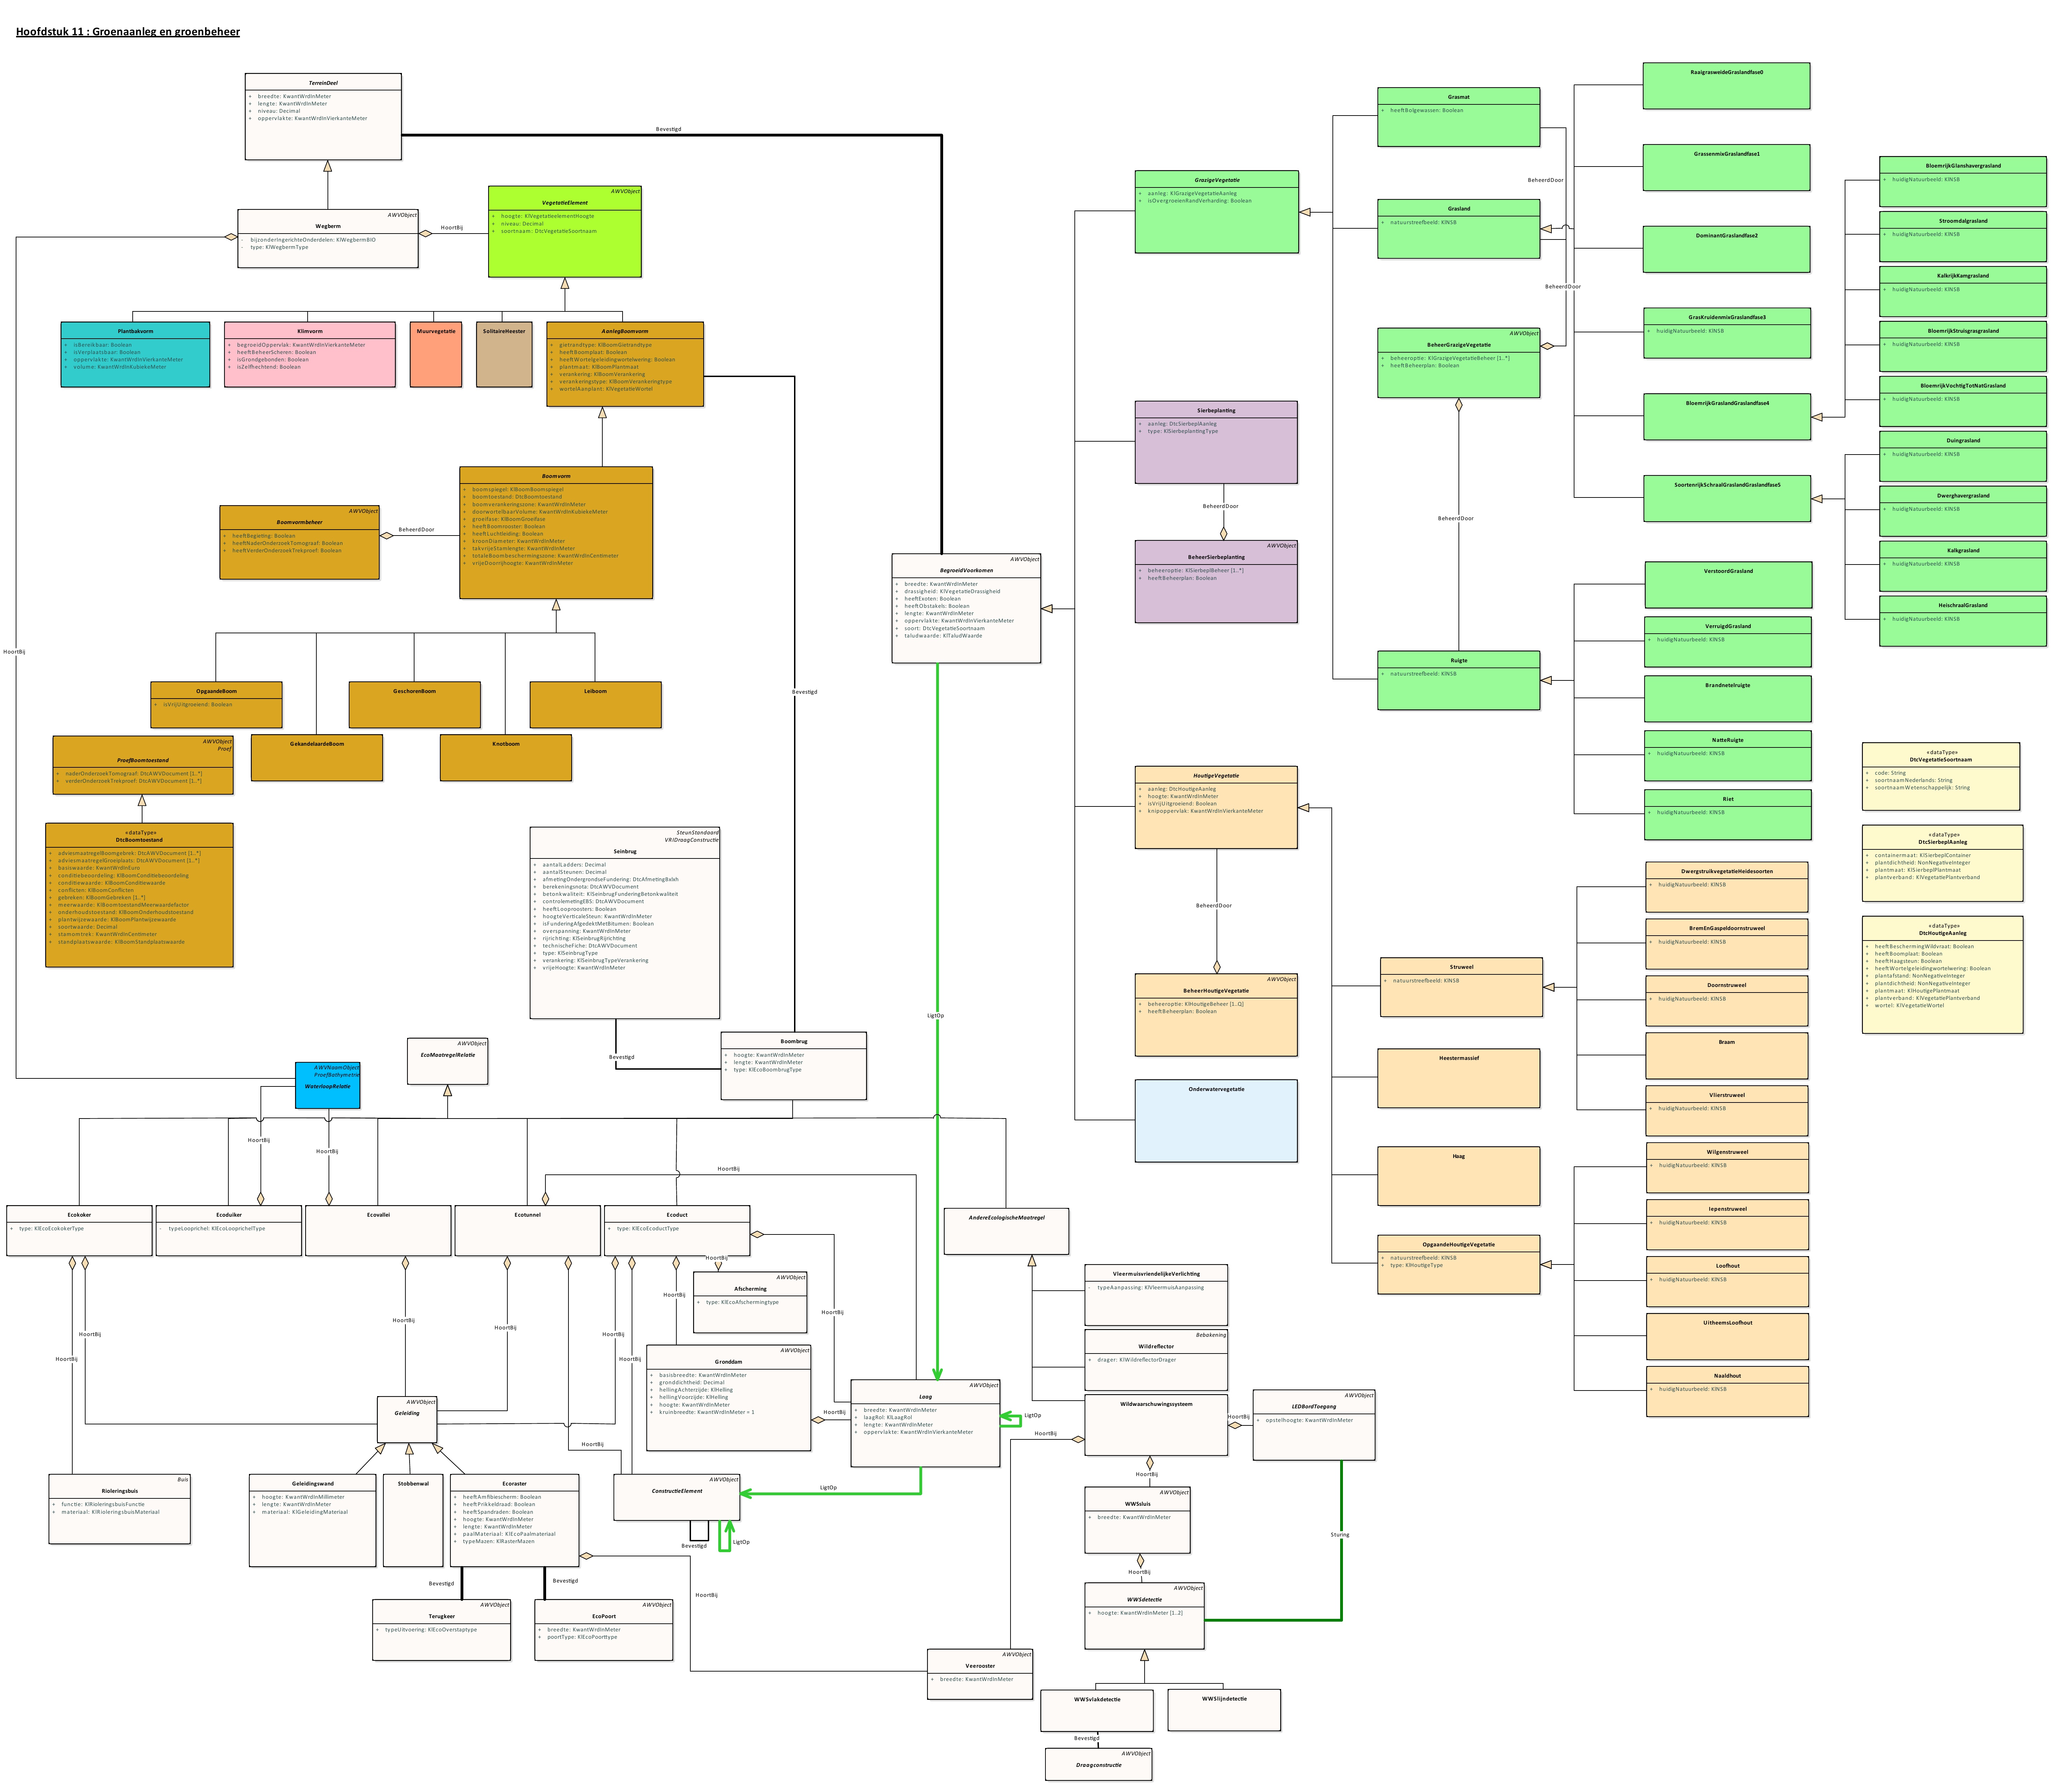 Hoofdstuk 11 : Groenaanleg en groenbeheer
TerreinDeel
+ breedte: KwantWrdInMeter
+ lengte: KwantWrdInMeter
+ niveau: Decimal
+ oppervlakte: KwantWrdInVierkanteMeter
Bevestigd
AWVObject
Wegberm
- bijzonderIngerichteOnderdelen: KlWegbermBIO
- type: KlWegbermType
HoortBij
AWVObject
VegetatieElement
+ hoogte: KlVegetatieelementHoogte
+ niveau: Decimal
+ soortnaam: DtcVegetatieSoortnaam
Plantbakvorm
+ isBereikbaar: Boolean
+ isVerplaatsbaar: Boolean
+ oppervlakte: KwantWrdInVierkanteMeter
+ volume: KwantWrdInKubiekeMeter
Klimvorm
+ begroeidOppervlak: KwantWrdInVierkanteMeter
+ heeftBeheerScheren: Boolean
+ isGrondgebonden: Boolean
+ isZelfhechtend: Boolean
Muurvegetatie
SolitaireHeester
AanlegBoomvorm
+ gietrandtype: KlBoomGietrandtype
+ heeftBoomplaat: Boolean
+ heeftWortelgeleidingwortelwering: Boolean
+ plantmaat: KlBoomPlantmaat
+ verankering: KlBoomVerankering
+ verankeringstype: KlBoomVerankeringtype
+ wortelAanplant: KlVegetatieWortel
Boomvorm
+ boomspiegel: KlBoomBoomspiegel
+ boomtoestand: DtcBoomtoestand
+ boomverankeringszone: KwantWrdInMeter
+ doorwortelbaarVolume: KwantWrdInKubiekeMeter
+ groeifase: KlBoomGroeifase
+ heeftBoomrooster: Boolean
+ heeftLuchtleiding: Boolean
+ kroonDiameter: KwantWrdInMeter
+ takvrijeStamlengte: KwantWrdInMeter
+ totaleBoombeschermingszone: KwantWrdInCentimeter
+ vrijeDoorrijhoogte: KwantWrdInMeter
AWVObject
Boomvormbeheer
+ heeftBegleiting: Boolean
+ heeftNaderOnderzoekTomograaf: Boolean
+ heeftVerderOnderzoekTrekproef: Boolean
BeheerdDoor
HoortBij
Bevestigd
OpgaandeBoom
+ isVrijUitgroeiend: Boolean
GeschorenBoom
Leiboom
GekandelaardeBoom
Knotboom
AWVObject
Proef
ProefBoomtoestand
+ naderOnderzoekTomograaf: DtcAWVDocument [1..*]
+ verderOnderzoekTrekproef: DtcAWVDocument [1..*]
«dataType»
DtcBoomtoestand
+ adviesmaatregelBoomgebrek: DtcAWVDocument [1..*]
+ adviesmaatregelGroeiplaats: DtcAWVDocument [1..*]
+ basiswaarde: KwantWrdInEuro
+ conditiebeoordeling: KlBoomConditiebeoordeling
+ conditiewaarde: KlBoomConditiewaarde
+ conflicten: KlBoomConflicten
+ gebreken: KlBoomGebreken [1..*]
+ meerwaarde: KlBoomtoestandMeerwaardefactor
+ onderhoudstoestand: KlBoomOnderhoudstoestand
+ plantwijzewaarde: KlBoomPlantwijzewaarde
+ soortwaarde: Decimal
+ stamomtrek: KwantWrdInCentimeter
+ standplaatswaarde: KlBoomStandplaatswaarde
SteunStandaard
VRIDraagConstructie
Seinbrug
+ aantalLadders: Decimal
+ aantalSteunen: Decimal
+ afmetingOndergrondseFundering: DtcAfmetingBxlxh
+ berekeningsnota: DtcAWVDocument
+ betonkwaliteit: KlSeinbrugFunderingBetonkwaliteit
+ controlemetingEBS: DtcAWVDocument
+ heeftLooproosters: Boolean
+ hoogteVerticaleSteun: KwantWrdInMeter
+ isFunderingAfgedektMetBitumen: Boolean
+ overspanning: KwantWrdInMeter
+ rijrichting: KlSeinbrugRijrichting
+ technischeFiche: DtcAWVDocument
+ type: KlSeinbrugType
+ verankering: KlSeinbrugTypeVerankering
+ vrijeHoogte: KwantWrdInMeter
Bevestigd
Boombrug
+ hoogte: KwantWrdInMeter
+ lengte: KwantWrdInMeter
+ type: KlEcoBoombrugType
AWVObject
EcoMaatregelRelatie
AWVNaamObject
ProefBathymetrie
WaterloopRelatie
AWVObject
BegroeidVoorkomen
+ breedte: KwantWrdInMeter
+ drassigheid: KlVegetatieDrassigheid
+ heeftExoten: Boolean
+ heeftObstakels: Boolean
+ lengte: KwantWrdInMeter
+ oppervlakte: KwantWrdInVierkanteMeter
+ soort: DtcVegetatieSoortnaam
+ taludwaarde: KlTaludWaarde
LigtOp
GrazigeVegetatie
+ aanleg: KlGrazigeVegetatieAanleg
+ isOvergroeienRandVerharding: Boolean
Sierbeplanting
+ aanleg: DtcSierbeplAanleg
+ type: KlSierbeplantingType
BeheerdDoor
AWVObject
BeheerSierbeplanting
+ beheeroptie: KlSierbeplBeheer [1..*]
+ heeftBeheerplan: Boolean
HoutigeVegetatie
+ aanleg: DtcHoutigeAanleg
+ hoogte: KwantWrdInMeter
+ isVrijUitgroeiend: Boolean
+ knipoppervlak: KwantWrdInVierkanteMeter
BeheerdDoor
AWVObject
BeheerHoutigeVegetatie
+ beheeroptie: KlHoutigeBeheer [1..Ω]
+ heeftBeheerplan: Boolean
Onderwatervegetatie
Grasmat
+ heeftBolgewassen: Boolean
BeheerdDoor
Grasland
+ natuurstreefbeeld: KlNSB
BeheerdDoor
AWVObject
BeheerGrazigeVegetatie
+ beheeroptie: KlGrazigeVegetatieBeheer [1..*]
+ heeftBeheerplan: Boolean
BeheerdDoor
Ruigte
+ natuurstreefbeeld: KlNSB
Struweel
+ natuurstreefbeeld: KlNSB
Heestermassief
Haag
OpgaandeHoutigeVegetatie
+ natuurstreefbeeld: KlNSB
+ type: KlHoutigeType
RaaigrasweideGraslandfase0
GrassenmixGraslandfase1
DominantGraslandfase2
GrasKruidenmixGraslandfase3
+ huidigNatuurbeeld: KlNSB
BloemrijkGraslandGraslandfase4
SoortenrijkSchraalGraslandGraslandfase5
VerstoordGrasland
VerruigdGrasland
+ huidigNatuurbeeld: KlNSB
Brandnetelruigte
NatteRuigte
+ huidigNatuurbeeld: KlNSB
Riet
+ huidigNatuurbeeld: KlNSB
DwergstruikvegetatieHeidesoorten
+ huidigNatuurbeeld: KlNSB
BremEnGaspeldoornstruweel
+ huidigNatuurbeeld: KlNSB
Doornstruweel
+ huidigNatuurbeeld: KlNSB
Braam
Vlierstruweel
+ huidigNatuurbeeld: KlNSB
Wilgenstruweel
+ huidigNatuurbeeld: KlNSB
Iepenstruweel
+ huidigNatuurbeeld: KlNSB
Loofhout
+ huidigNatuurbeeld: KlNSB
UitheemsLoofhout
Naaldhout
+ huidigNatuurbeeld: KlNSB
BloemrijkGlanshavergrasland
+ huidigNatuurbeeld: KlNSB
Stroomdalgrasland
+ huidigNatuurbeeld: KlNSB
KalkrijkKamgrasland
+ huidigNatuurbeeld: KlNSB
BloemrijkStruisgrasgrasland
+ huidigNatuurbeeld: KlNSB
BloemrijkVochtigTotNatGrasland
+ huidigNatuurbeeld: KlNSB
Duingrasland
+ huidigNatuurbeeld: KlNSB
Dwerghavergrasland
+ huidigNatuurbeeld: KlNSB
Kalkgrasland
+ huidigNatuurbeeld: KlNSB
HeischraalGrasland
+ huidigNatuurbeeld: KlNSB
«dataType»
DtcVegetatieSoortnaam
+ code: String
+ soortnaamNederlands: String
+ soortnaamWetenschappelijk: String
«dataType»
DtcSierbeplAanleg
+ containermaat: KlSierbeplContainer
+ plantdichtheid: NonNegativeInteger
+ plantmaat: KlSierbeplPlantmaat
+ plantverband: KlVegetatiePlantverband
«dataType»
DtcHoutigeAanleg
+ heeftBeschermingWildvraat: Boolean
+ heeftBoomplaat: Boolean
+ heeftHaagsteun: Boolean
+ heeftWortelgeleidingwortelwering: Boolean
+ plantafstand: NonNegativeInteger
+ plantdichtheid: NonNegativeInteger
+ plantmaat: KlHoutigePlantmaat
+ plantverband: KlVegetatiePlantverband
+ wortel: KlVegetatieWortel
HoortBij
HoortBij
HoortBij
Ecokoker
+ type: KlEcoEcokokerType
Ecoduiker
- typeLooprichel: KlEcoLooprichelType
Ecovallei
Ecotunnel
Ecoduct
+ type: KlEcoEcoductType
AndereEcologischeMaatregel
HoortBij
AWVObject
Afscherming
+ type: KlEcoAfschermingtype
HoortBij
HoortBij
HoortBij
HoortBij
HoortBij
HoortBij
HoortBij
HoortBij
AWVObject
Gronddam
+ basisbreedte: KwantWrdInMeter
+ gronddichtheid: Decimal
+ hellingAchterzijde: KlHelling
+ hellingVoorzijde: KlHelling
+ hoogte: KwantWrdInMeter
+ kruinbreedte: KwantWrdInMeter = 1
HoortBij
AWVObject
Laag
+ breedte: KwantWrdInMeter
+ laagRol: KlLaagRol
+ lengte: KwantWrdInMeter
+ oppervlakte: KwantWrdInVierkanteMeter
LigtOp
LigtOp
AWVObject
Geleiding
HoortBij
AWVObject
ConstructieElement
Bevestigd
LigtOp
Buis
Rioleringsbuis
+ functie: KlRioleringsbuisFunctie
+ materiaal: KlRioleringsbuisMateriaal
Geleidingswand
+ hoogte: KwantWrdInMillimeter
+ lengte: KwantWrdInMeter
+ materiaal: KlGeleidingMateriaal
Stobbenwal
Ecoraster
+ heeftAmfibiescherm: Boolean
+ heeftPrikkeldraad: Boolean
+ heeftSpandraden: Boolean
+ hoogte: KwantWrdInMeter
+ lengte: KwantWrdInMeter
+ paalMateriaal: KlEcoPaalmateriaal
+ typeMazen: KlRasterMazen
Bevestigd
Bevestigd
HoortBij
AWVObject
Terugkeer
+ typeUitvoering: KlEcoOverstaptype
AWVObject
EcoPoort
+ breedte: KwantWrdInMeter
+ poortType: KlEcoPoorttype
VleermuisvriendelijkeVerlichting
- typeAanpassing: KlVleermuisAanpassing
Bebakening
Wildreflector
+ drager: KlWildreflectorDrager
Wildwaarschuwingssysteem
HoortBij
AWVObject
LEDBordToegang
+ opstelhoogte: KwantWrdInMeter
HoortBij
HoortBij
AWVObject
WWSsluis
+ breedte: KwantWrdInMeter
HoortBij
Sturing
AWVObject
WWSdetectie
+ hoogte: KwantWrdInMeter [1..2]
AWVObject
Veerooster
+ breedte: KwantWrdInMeter
WWSvlakdetectie
WWSlijndetectie
Bevestigd
AWVObject
Draagconstructie